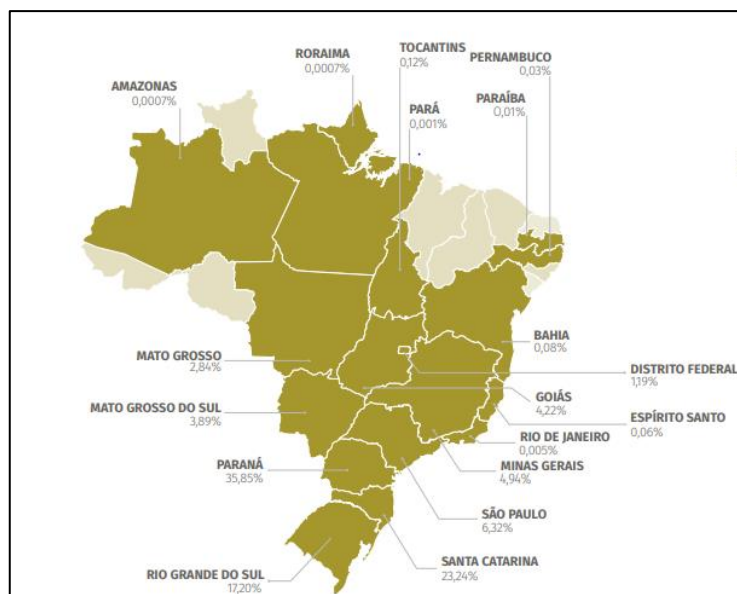 TOCANTINS
0,12%
RORAIMA
0,0007%
PERNAMBUCO
0,03%
AMAZONAS
0,0007%
PARÁ
0,001%
PARAÍBA
0,01%
BAHIA
0,08%
MATO GROSSO
2,84%
DISTRITO FEDERAL
1,19%
GOIÁS
4,22%
MATO GROSSO DO SUL
3,89%
ESPÍRITO SANTO
0,06%
RIO DE JANEIRO
0,005%
PARANÁ
35,85%
MINAS GERAIS
4,94%
SÃO PAULO
6,32%
SANTA CATARINA
23,24%
RIO GRANDE DO SUL
17,20%